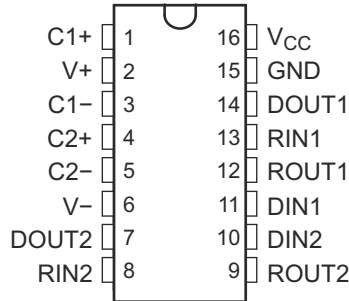 C1+ 1 16 VCC
V+ 2 15 GND
C1− 3 14 DOUT1
C2+ 4 13 RIN1
C2− 5 12 ROUT1
V− 6 11 DIN1
DOUT2 7 10 DIN2
RIN2 8 9 ROUT2